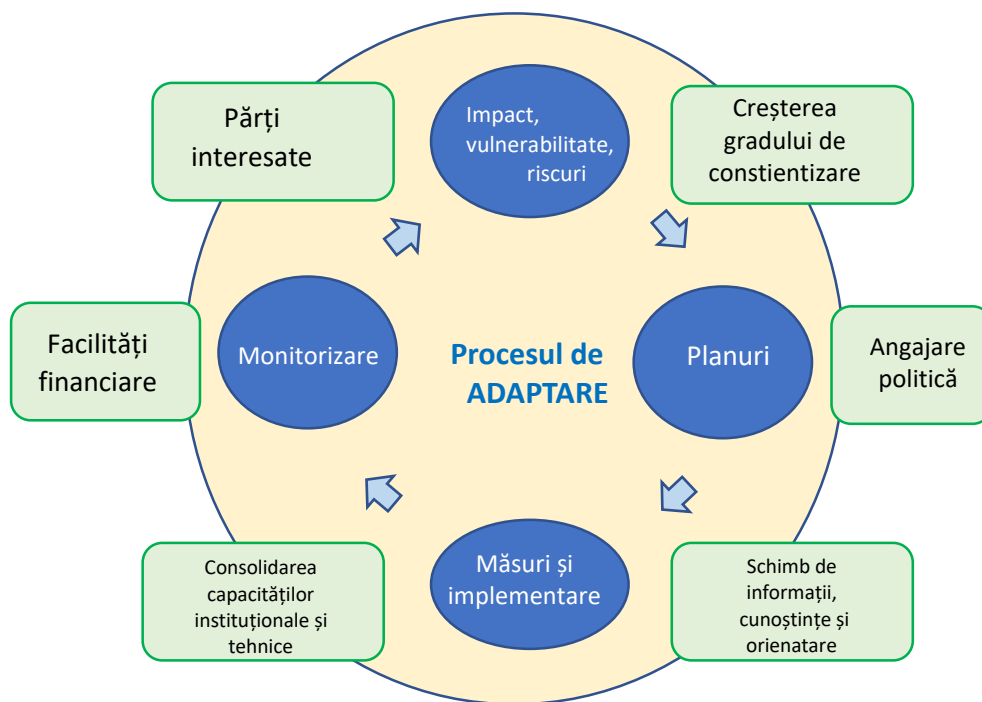 Părți
interesate
Impact,
vulnerabilitate,
riscuri
Creșterea
gradului de
constientizare
Facilități
financiare
Monitorizare
Procesul de
ADAPTARE
Planuri
Angajare
politică
Consolidarea
capacităților
instituționale și
tehnice
Măsuri și
implementare
Schimb de
informații,
cunoștințe și
orienatare